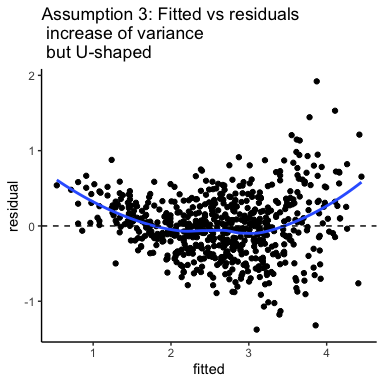 Assumption 3: Fitted vs residuals
increase of variance
but U-shaped
2
1
0
-1
residual
1
2
3
4
fitted